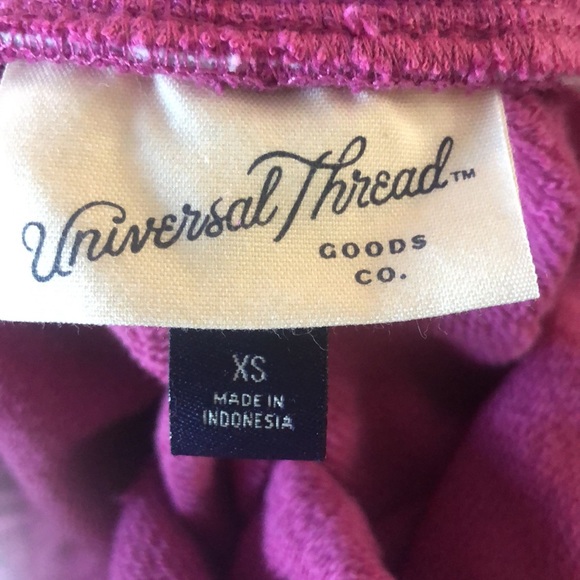 Universal Thread™
GOODS
CO.
XS
MADE IN
INDONESIA